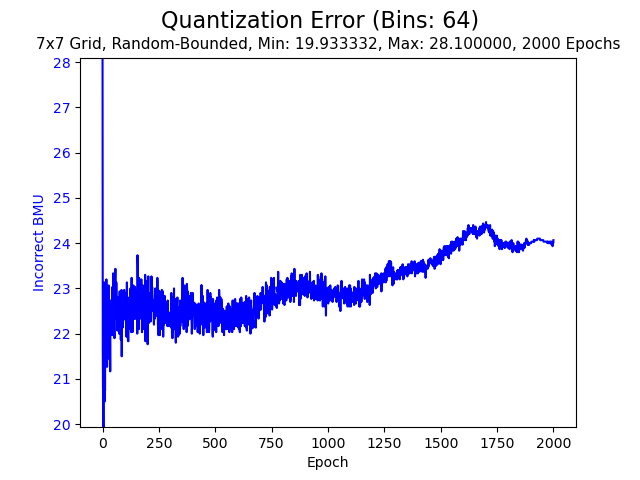 Quantization Error (Bins: 64)
7x7 Grid, Random-Bounded, Min: 19.933332, Max: 28.100000, 2000 Epochs
28
27
26
25
24
23
22
21
20
Incorrect BMU
0 250 500 750 1000 1250 1500 1750 2000
Epoch